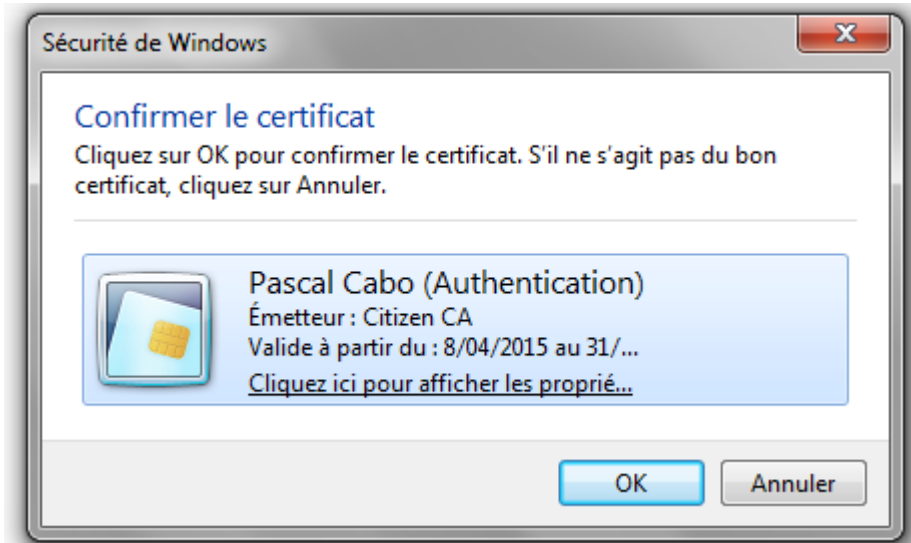 Sécurité de Windows
Confirmer le certificat
Cliquez sur OK pour confirmer le certificat. S'il ne s'agit pas du bon
certificat, cliquez sur Annuler.
Pascal Cabo (Authentication)
Émetteur : Citizen CA
Valide à partir du : 8/04/2015 au 31/...
Cliquez ici pour afficher les proprié...
OK
Annuler